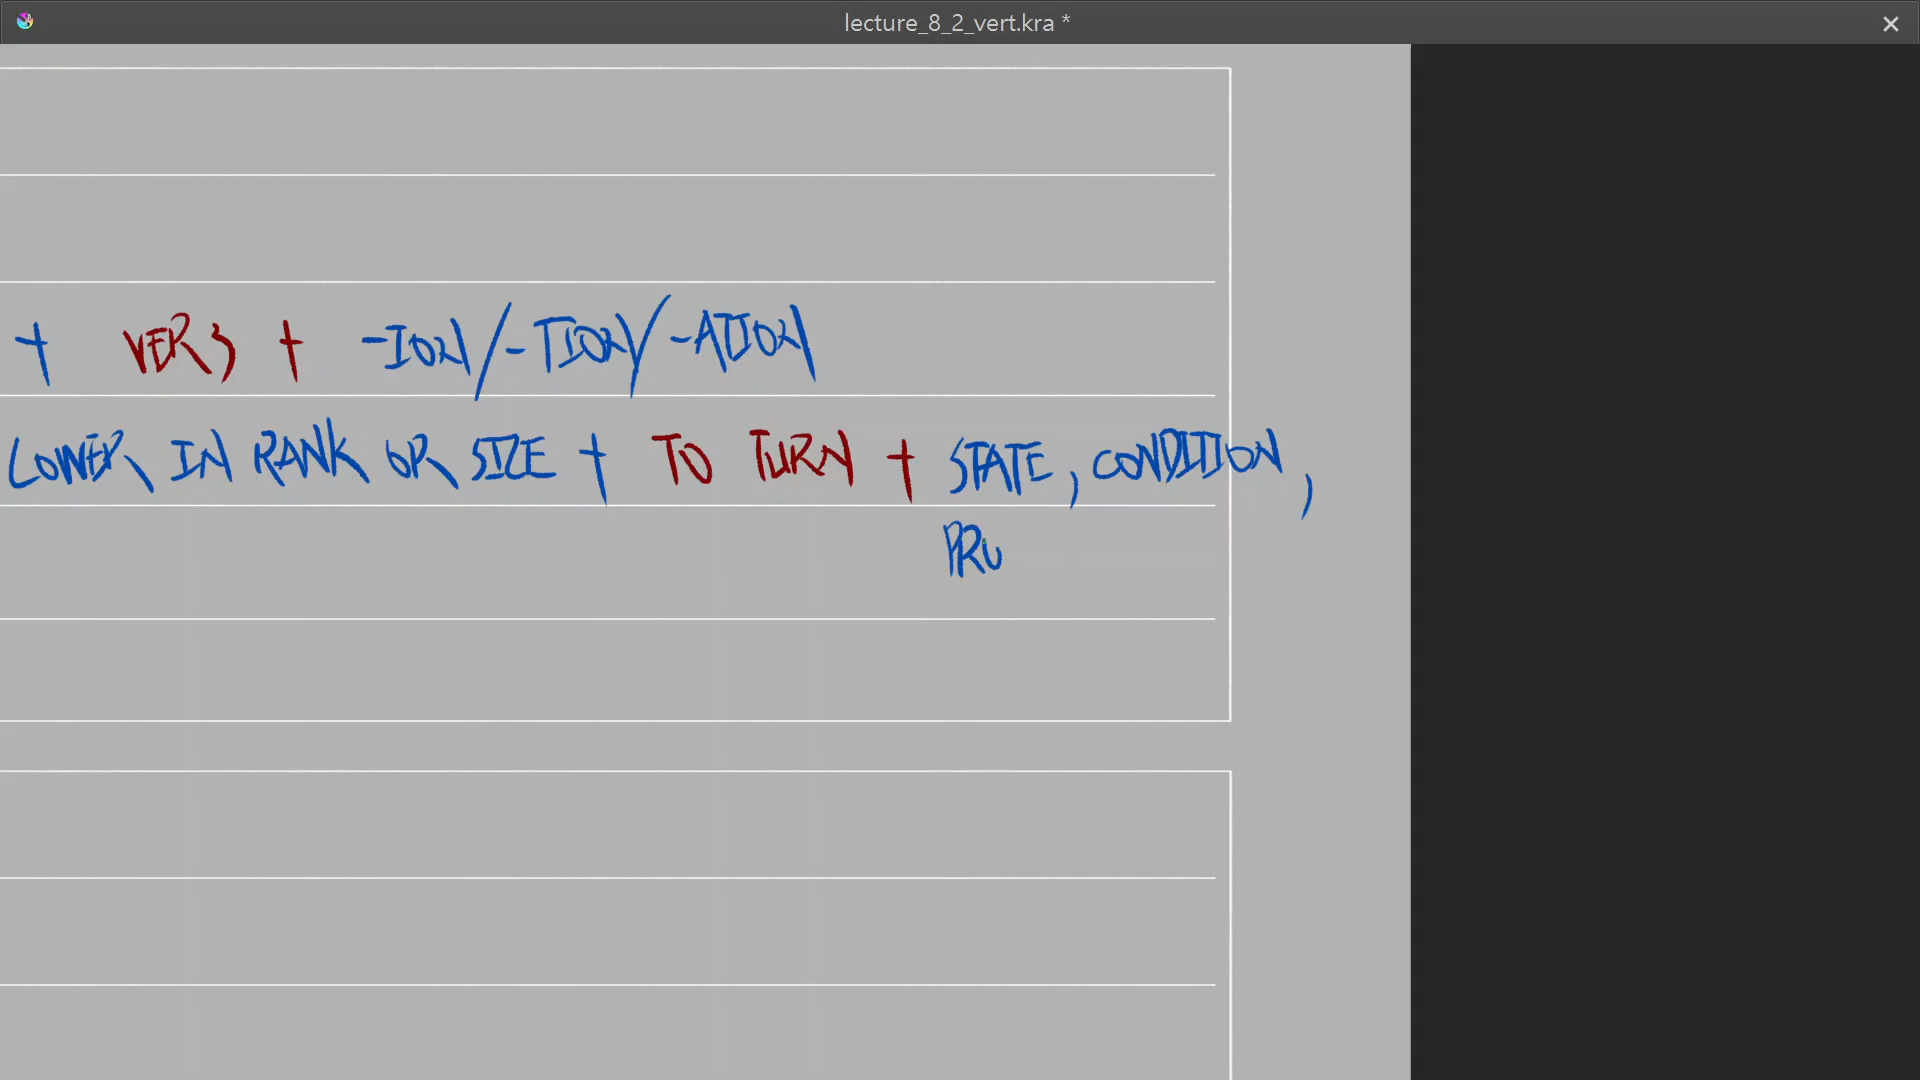 lecture_8_2_vert.kra *
+ VERS + -ION/-TION/-ATION
LOWER IN RANK OR SIZE + TO TURN + STATE, CONDITION,
PRO